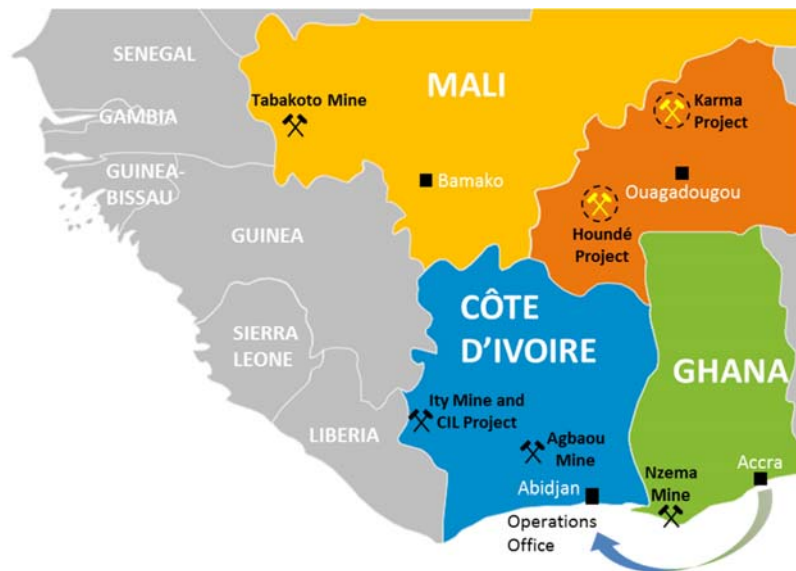 SENEGAL
GAMBIA
GUINEA-
BISSAU
GUINEA
SIERRA
LEONE
LIBERIA
Tabakoto Mine
MALI
Bamako
Karma
Project
Ouagadougou
Houndé
Project
CÔTE
D'IVOIRE
Ity Mine and
CIL Project
Agbaou
Mine
Abidjan
Operations
Office
GHANA
Nzema
Mine
Accra